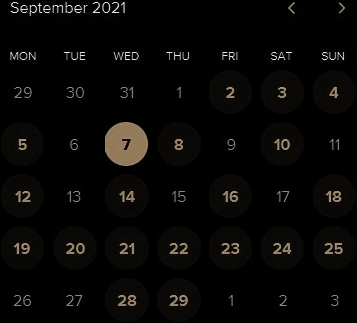 September 2021
MON TUE WED THU FRI SAT SUN
29 30 31 1 2 3 4
5 6 7 8 9 10 11
12 13 14 15 16 17 18
19 20 21 22 23 24 25
26 27 28 29 1 2 3